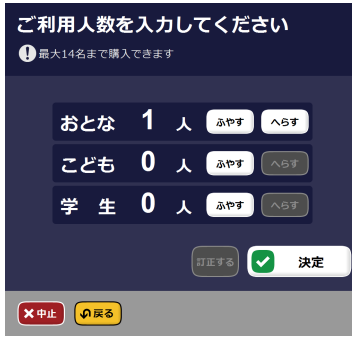 ご利用人数を入力してください
最大14名まで購入できます
おとな 1 人 ふやす へらす
こども 0 人 ふやす へらす
学 生 0 人 ふやす へらす
訂正する 決定
中止 戻る